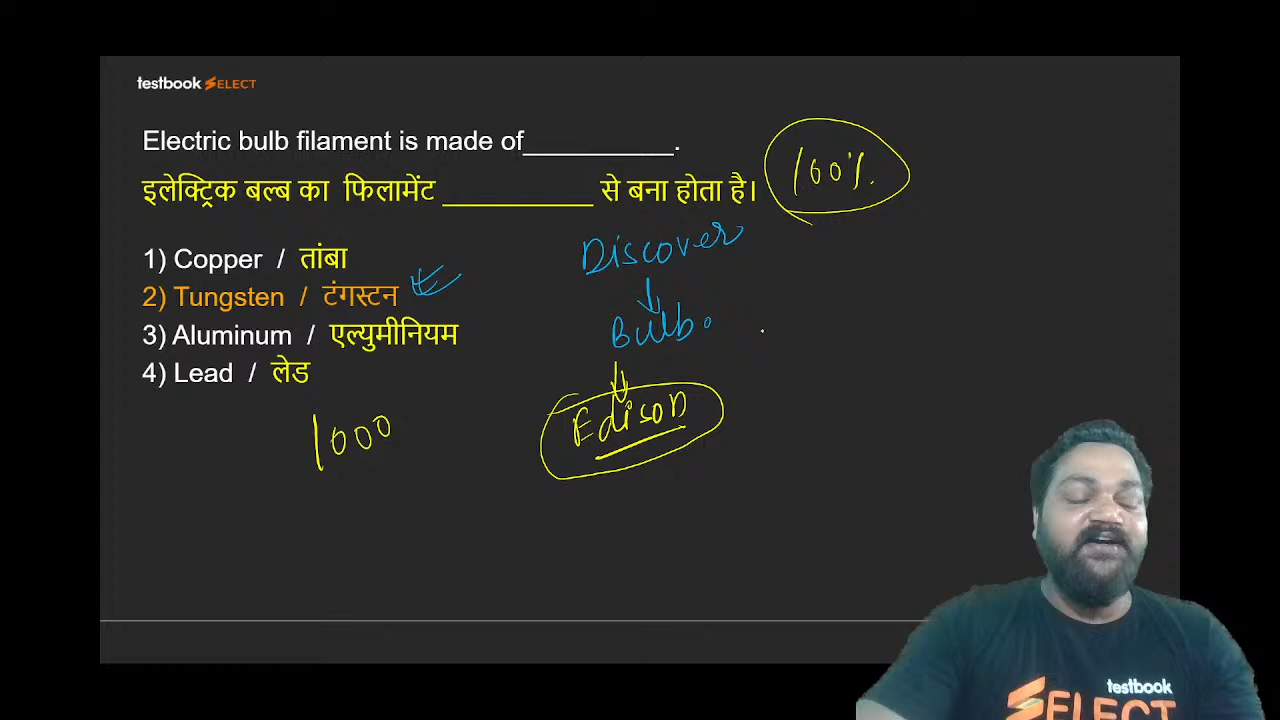 testbook SELECT
Electric bulb filament is made of__________.
इलेक्ट्रिक बल्ब का फिलामेंट __________ से बना होता है।
100%.
1) Copper / तांबा
2) Tungsten / टंगस्टन
3) Aluminum / एल्युमीनियम
4) Lead / लेड
Discover
Bulb
Edison
1000
testbook
SELECT